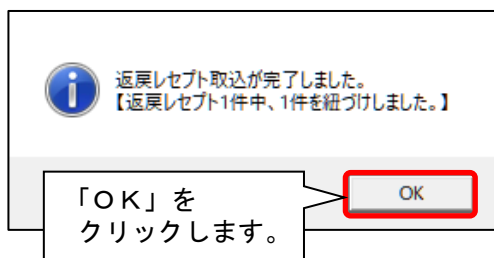 返戻レセプト取込が完了しました。
【返戻レセプト1件中、1件を紐づけしました。】
OK
「ＯＫ」を
クリックします。